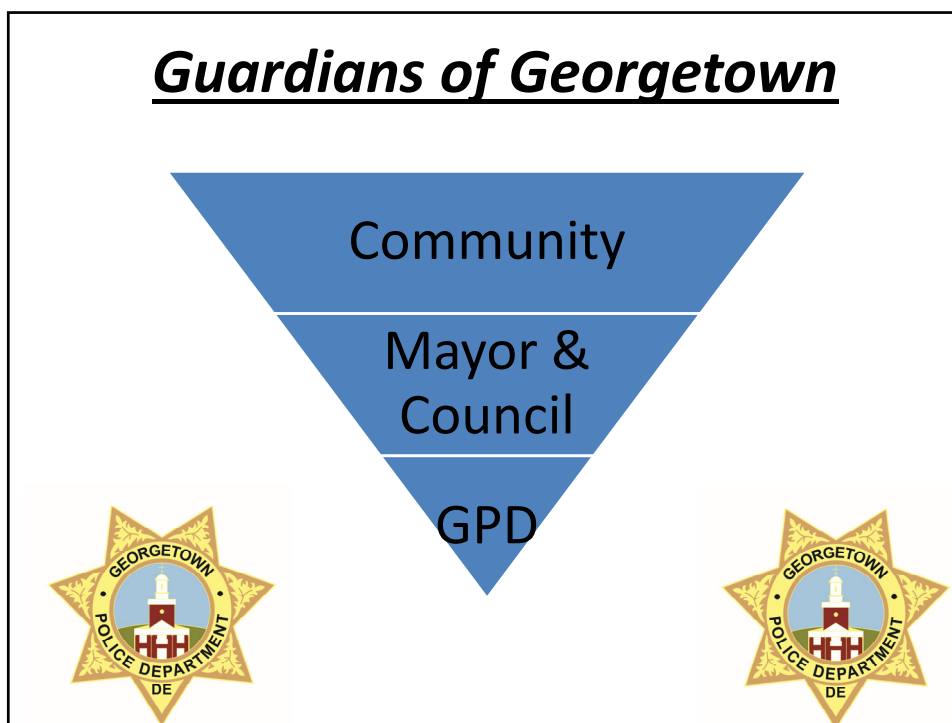 Guardians of Georgetown
Community
Mayor &
Council
GPD
GEORGETOWN
POLICE DEPARTMENT
DE
GEORGETOWN
POLICE DEPARTMENT
DE